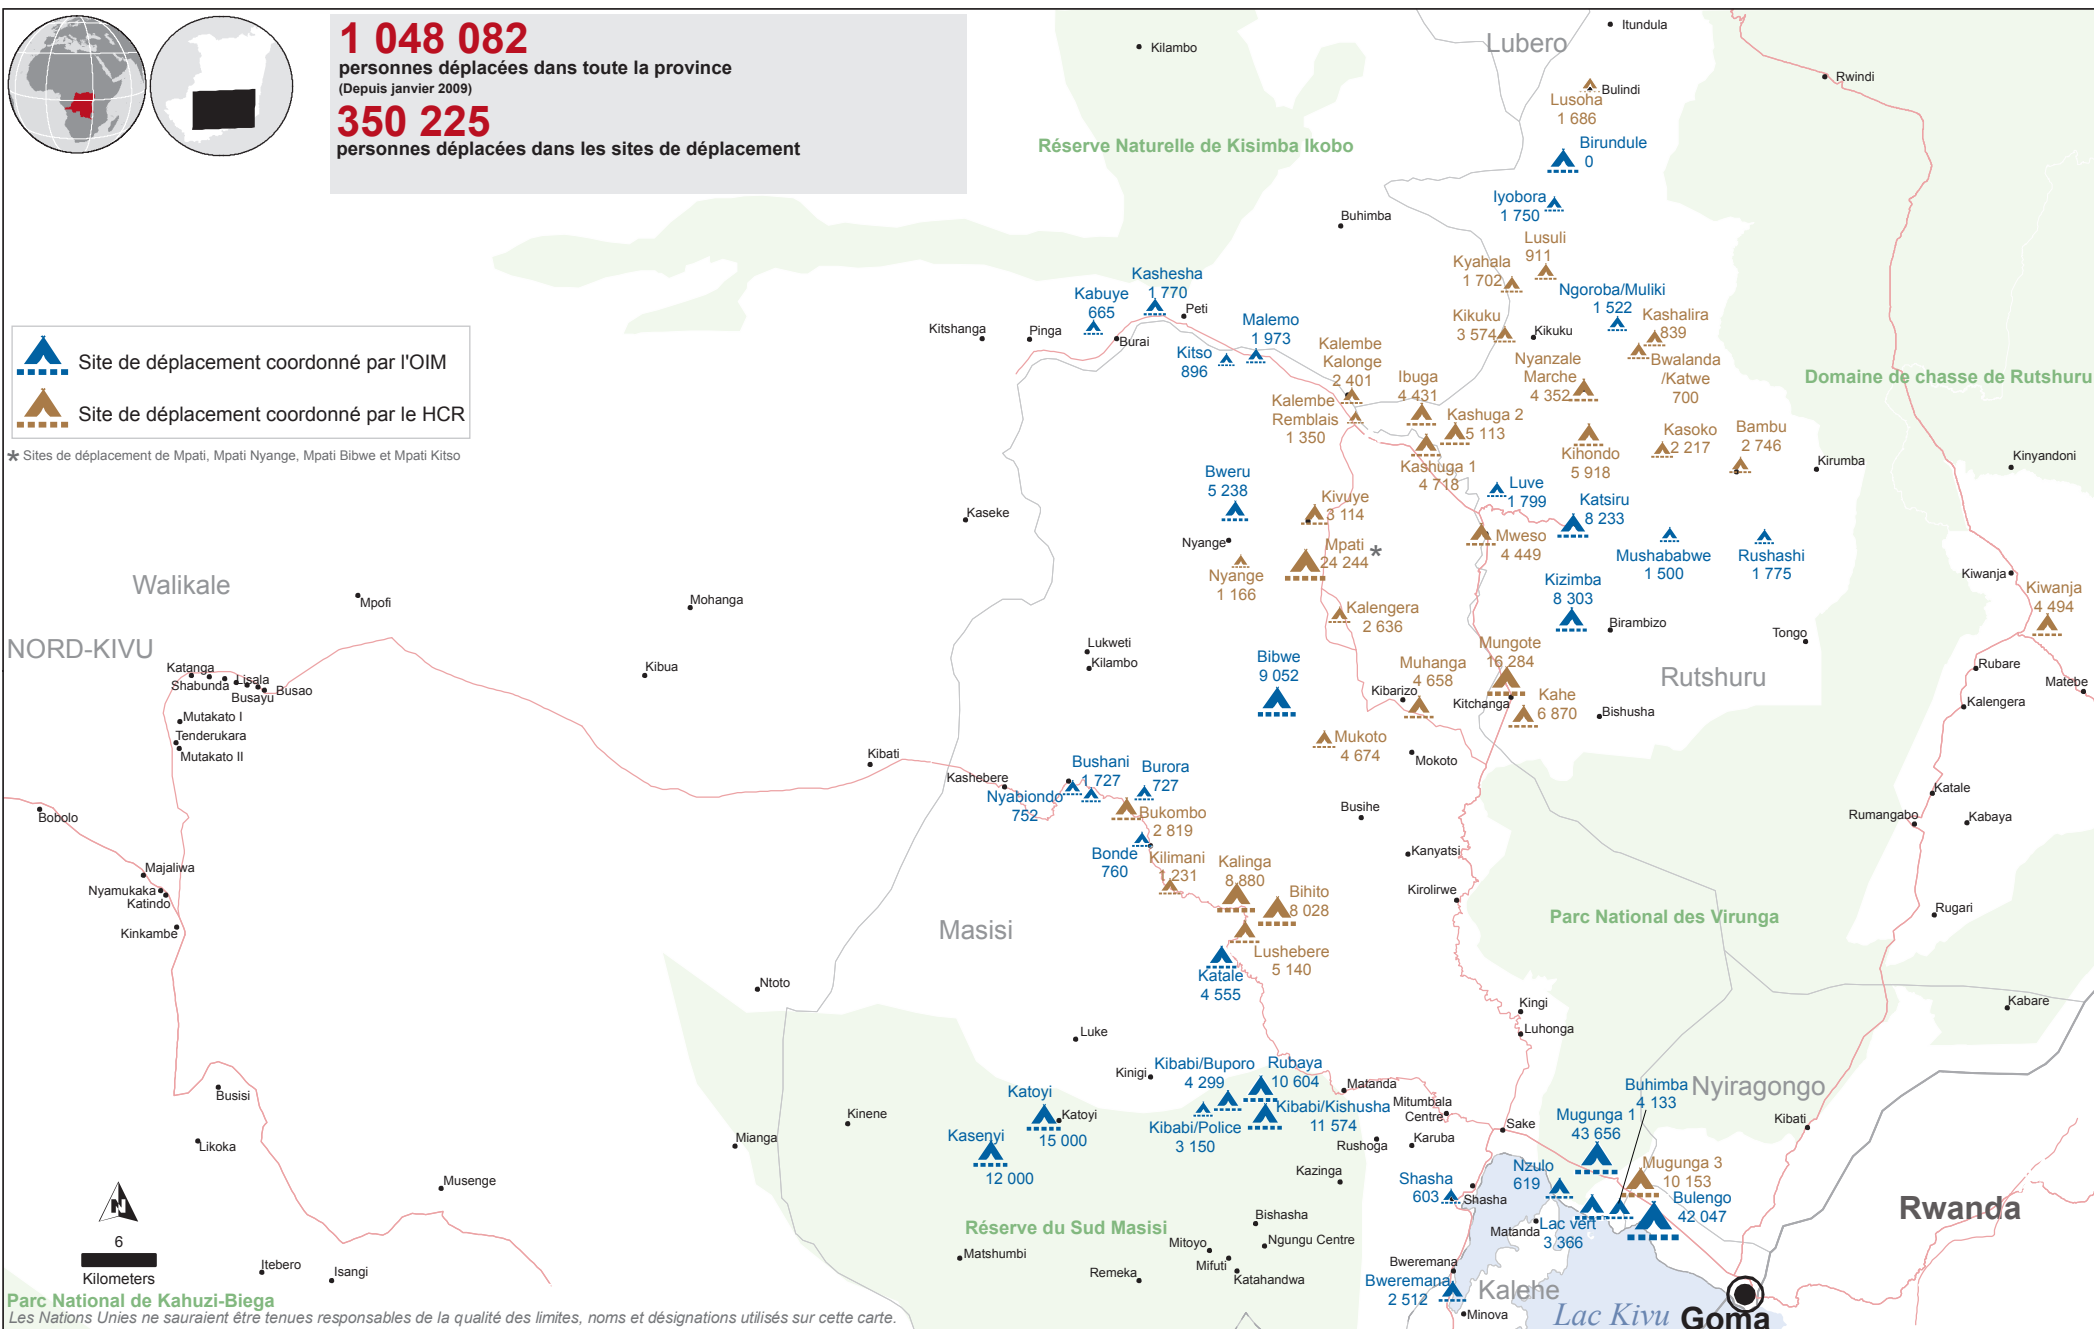 1 048 082
personnes déplacées dans toute la province
(Depuis janvier 2009)
350 225
personnes déplacées dans les sites de déplacement
Site de déplacement coordonné par l'OIM
Site de déplacement coordonné par le HCR
* Sites de déplacement de Mpati, Mpati Nyange, Mpati Bibwe et Mpati Kitso
Itundula
Lubero
Kilambo
Rwindi
Bulindi
Lusoha
1 686
Réserve Naturelle de Kisimba Ikobo
Birundule
0
Iyobora
1 750
Buhimba
Lusuli
911
Kyahala
1 702
Kashesha
1 770
Kabuye
665
Peti
Ngoroba/Muliki
1 522
Kashalira
839
Malemo
1 973
Kitshanga
Pinga
Burai
Kitso
896
Kikuku
3 574
Kikuku
Kalembe
Kalonge
2 401
Ibuga
4 431
Nyanzale
Marche
4 352
Bwalanda
/Katwe
700
Domaine de chasse de Rutshuru
Kalembe
Remblais
1 350
Kashuga 2
5 113
Kashuga 1
4 718
Kihondo
5 918
Kasoko
2 217
Bambu
2 746
Kirumba
Kinyandoni
Bweru
5 238
Kivuye
3 114
Luve
1 799
Katsiru
8 233
Kaseke
Nyange
Mpati
24 244 *
Mweso
4 449
Mushababwe
1 500
Rushashi
1 775
Nyange
1 166
Walikale
Mpofi
Mohanga
Kizimba
8 303
Kiwanja
Kiwanja
4 494
Kalengera
2 636
Birambizo
Tongo
NORD-KIVU
Lukweti
Kilambo
Kibua
Bibwe
9 052
Mungote
16 284
Muhanga
4 658
Rutshuru
Rubare
Matebe
Katanga
Shabunda
Lisala
Busayu
Busao
Kibarizo
Kitchanga
Kahe
6 870
Bishusha
Kalengera
Mutakato I
Tenderukara
Mutakato II
Mukoto
4 674
Mokoto
Kibati
Kashebere
Bushani
1 727
Burora
727
Nyabiondo
752
Bukombo
2 819
Busihe
Katale
Rumangabo
Kabaya
Bobolo
Bonde
760
Kilimani
1 231
Kalinga
8 880
Kanyatsi
Majaliwa
Nyamukaka
Katindo
Bihito
8 028
Kirolirwe
Parc National des Virunga
Rugari
Kinkambe
Masisi
Lushebere
5 140
Katale
4 555
Ntoto
Kingi
Kabare
Luhonga
Luke
Kinigi
Kibabi/Buporo
4 299
Rubaya
10 604
Matanda
Busisi
Buhimba
4 133
Nyiragongo
Katoyi
Katoyi
15 000
Kinene
Kibabi/Kishusha
11 574
Kibabi/Police
3 150
Mitumbala
Centre
Sake
Mugunga 1
43 656
Kibati
Kasenyi
12 000
Likoka
Mianga
Rushoga
Karuba
Musenge
Kazinga
Shasha
603
Shasha
Nzulo
619
Mugunga 3
10 153
Bulengo
42 047
Rwanda
Réserve du Sud Masisi
Bishasha
Matanda
Lac vert
3 366
N
6
Kilometers
Matshumbi
Mitoyo
Ngungu Centre
Mifuti
Remeka
Katahandwa
Bweremana
Bweremana
2 512
Kalehe
Itebero
Isangi
Minova
Lac Kivu
Goma
Parc National de Kahuzi-Biega
Les Nations Unies ne sauraient être tenues responsables de la qualité des limites, noms et désignations utilisés sur cette carte.